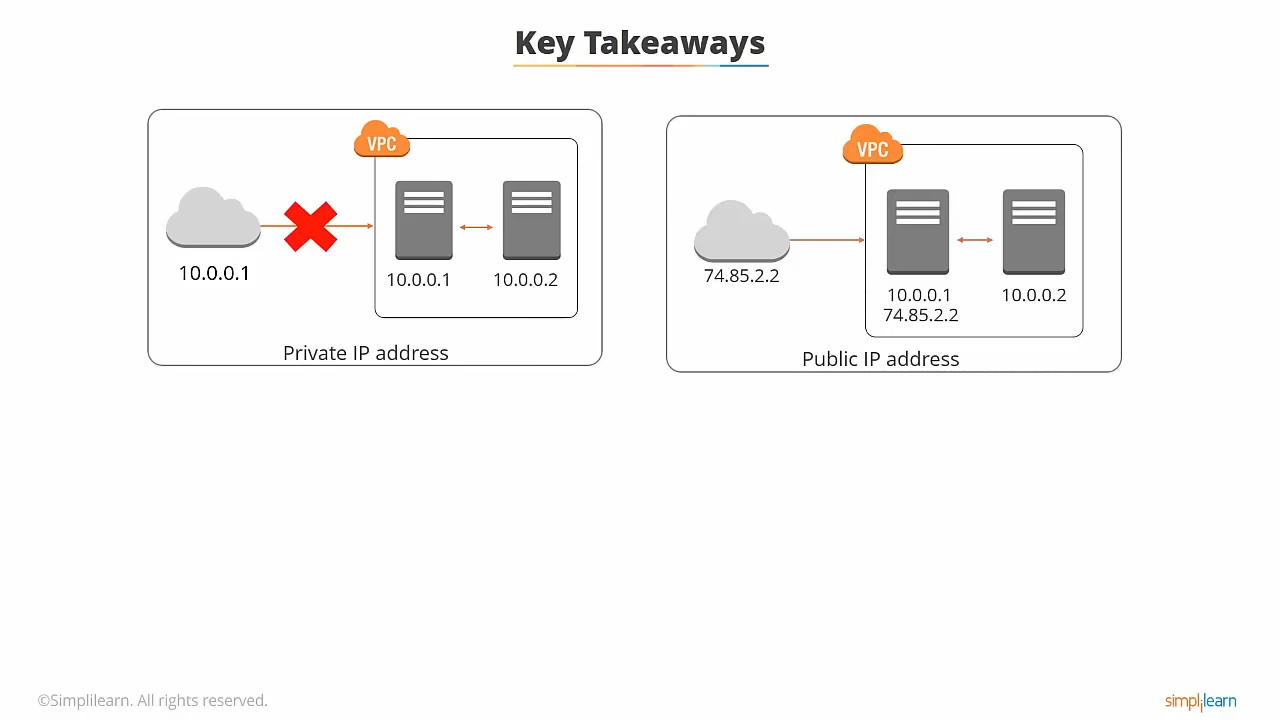 Key Takeaways
VPC
10.0.0.1
10.0.0.1
10.0.0.2
Private IP address
VPC
74.85.2.2
10.0.0.1
74.85.2.2
10.0.0.2
Public IP address
©Simplilearn. All rights reserved.
simplilearn